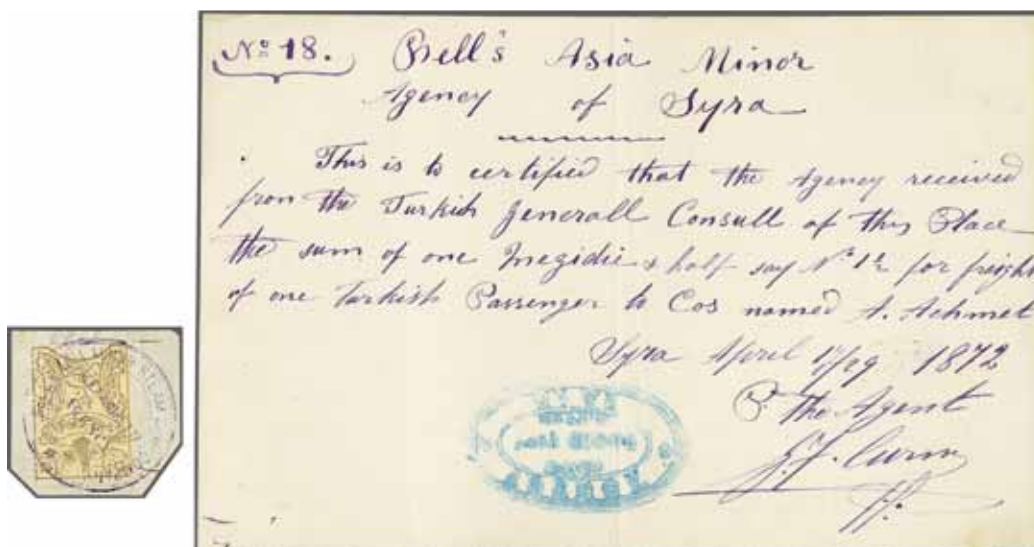 No. 18. Bell's Asia Minor
Agency of Syra
This is to certified that the Agency received
from the Turkish Generall Consull of this Place
the sum of one Megidie & half say No. 1½ for freight
of one Turkish Passenger to Cos named A. Achmet
Syra April 17/29 1872
P. The Agent